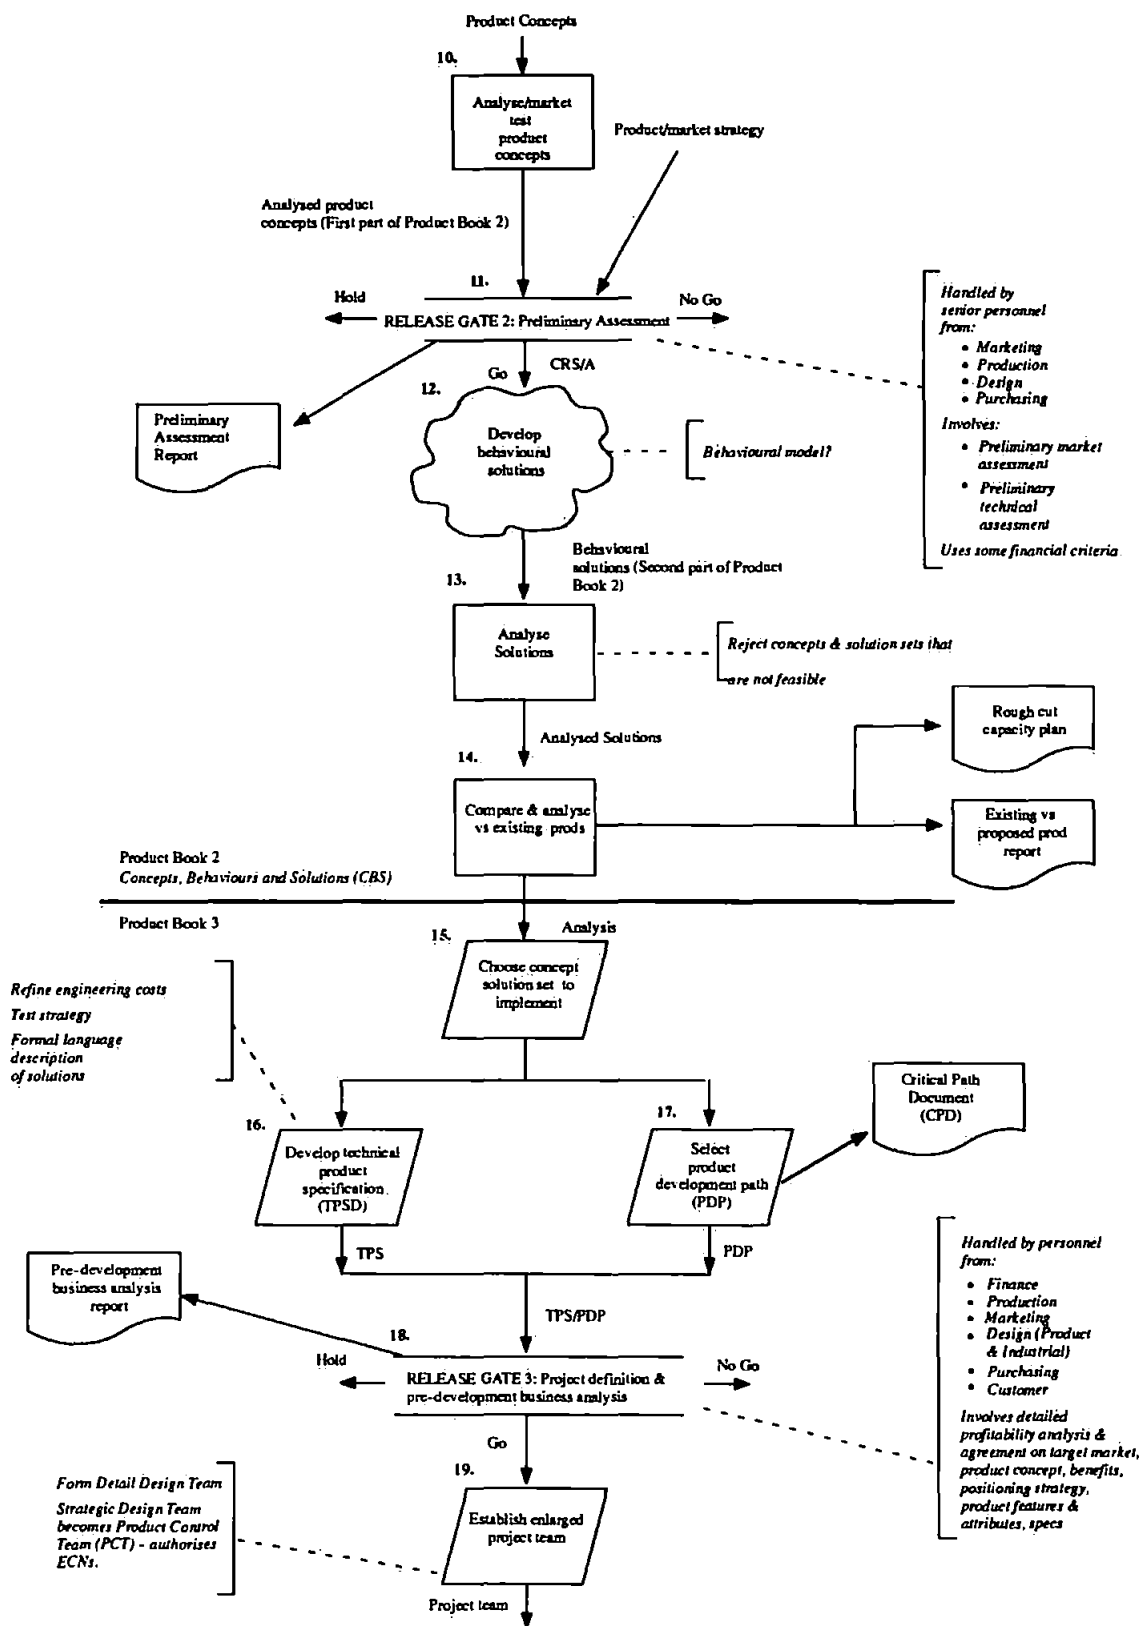 Product Concepts
10.
Analyse/market
test
product
concepts
Product/market strategy
Analysed product
concepts (First part of Product Book 2)
11.
Hold
No Go
RELEASE GATE 2: Preliminary Assessment
Handled by
senior personnel
from:
• Marketing
• Production
• Design
• Purchasing
Involves:
• Preliminary market
assessment
• Preliminary
technical
assessment
Uses some financial criteria
Go
CRS/A
12.
Preliminary
Assessment
Report
Develop
behavioural
solutions
Behavioural model?
Behavioural
solutions (Second part of Product
Book 2)
13.
Analyse
Solutions
Reject concepts & solution sets that
are not feasible
Analysed Solutions
Rough cut
capacity plan
14.
Compare & analyse
vs existing prods
Existing vs
proposed prod
report
Product Book 2
Concepts, Behaviours and Solutions (CBS)
Product Book 3
Analysis
15.
Choose concept
solution set to
implement
Refine engineering costs
Test strategy
Formal language
description
of solutions
Critical Path
Document
(CPD)
16.
Develop technical
product
specification
(TPSD)
17.
Select
product
development path
(PDP)
TPS
PDP
Pre-development
business analysis
report
TPS/PDP
18.
Hold
No Go
RELEASE GATE 3: Project definition &
pre-development business analysis
Handled by personnel
from:
• Finance
• Production
• Marketing
• Design (Product
& Industrial)
• Purchasing
• Customer
Involves detailed
profitability analysis &
agreement on target market,
product concept, benefits,
positioning strategy,
product features &
attributes, specs
Go
19.
Form Detail Design Team
Strategic Design Team
becomes Product Control
Team (PCT) - authorises
ECNs.
Establish enlarged
project team
Project team